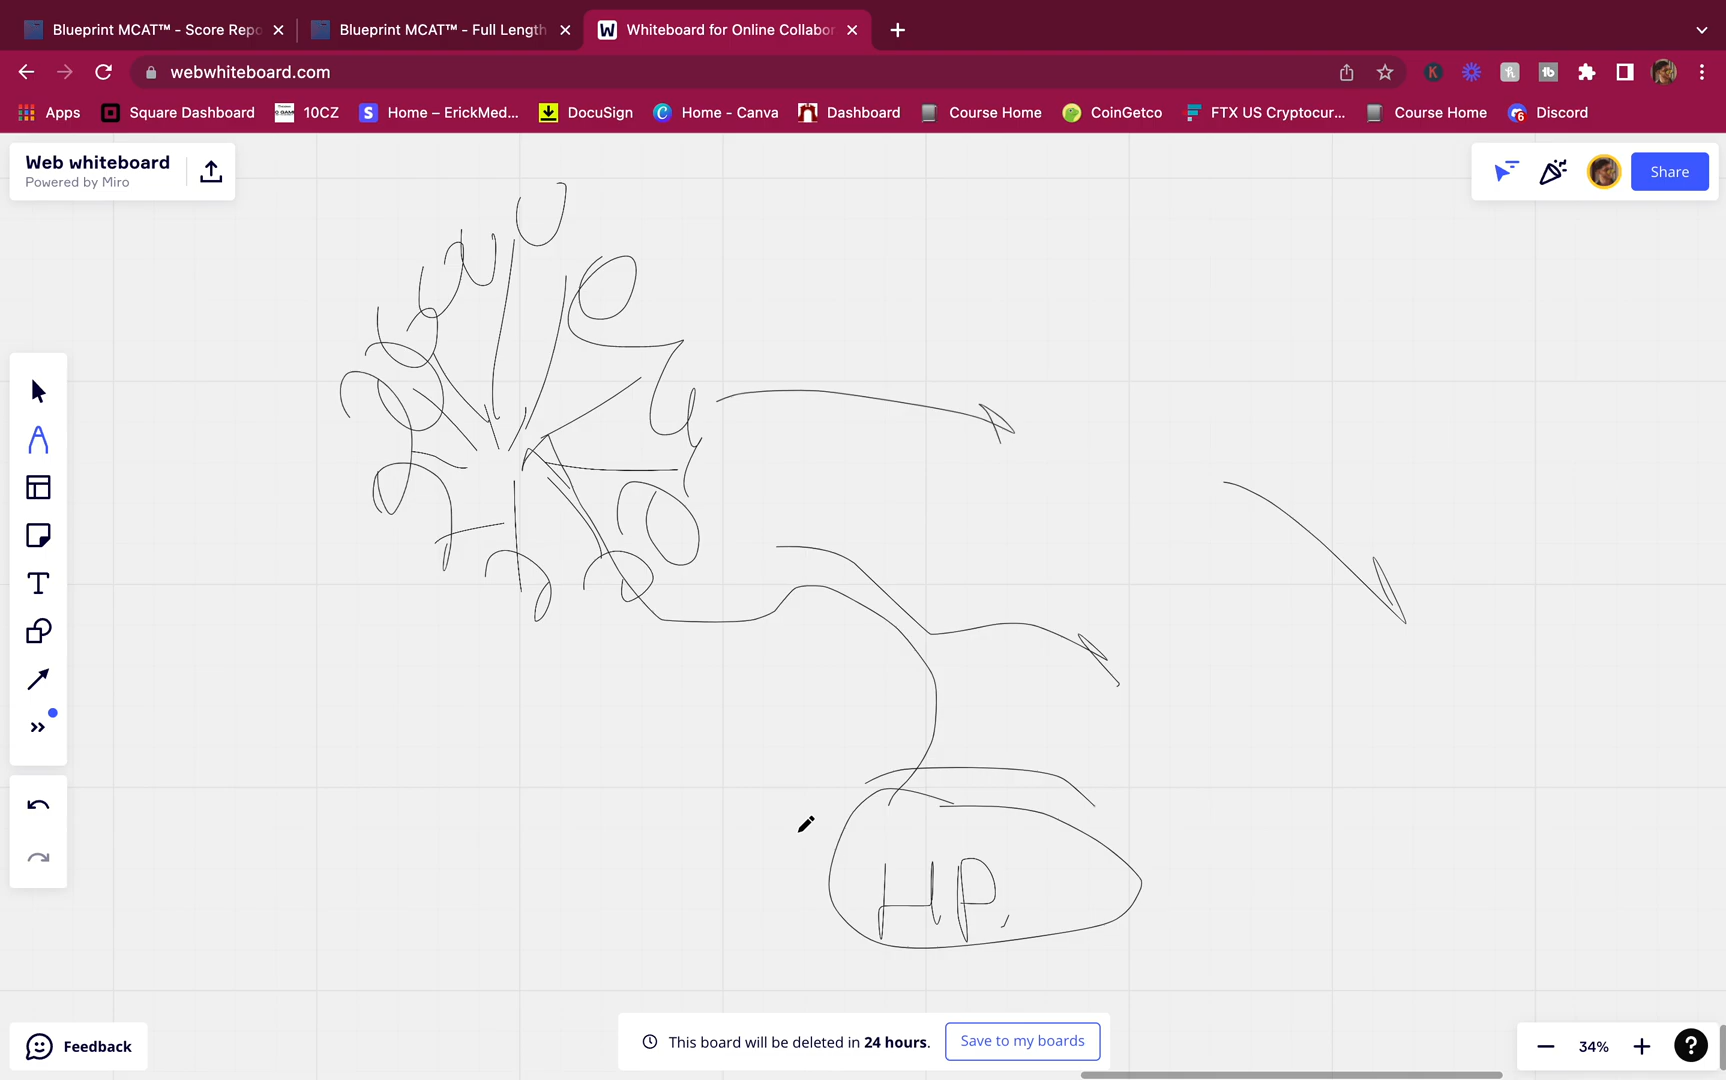 Blueprint MCAT™ - Score Repo
Blueprint MCAT™ - Full Length
Whiteboard for Online Collabor
webwhiteboard.com
Apps
Square Dashboard
10CZ
Home – ErickMed...
DocuSign
Home - Canva
Dashboard
Course Home
CoinGetco
FTX US Cryptocur...
Course Home
Discord
Web whiteboard
Powered by Miro
Share
HP,
Feedback
This board will be deleted in 24 hours.
Save to my boards
34%